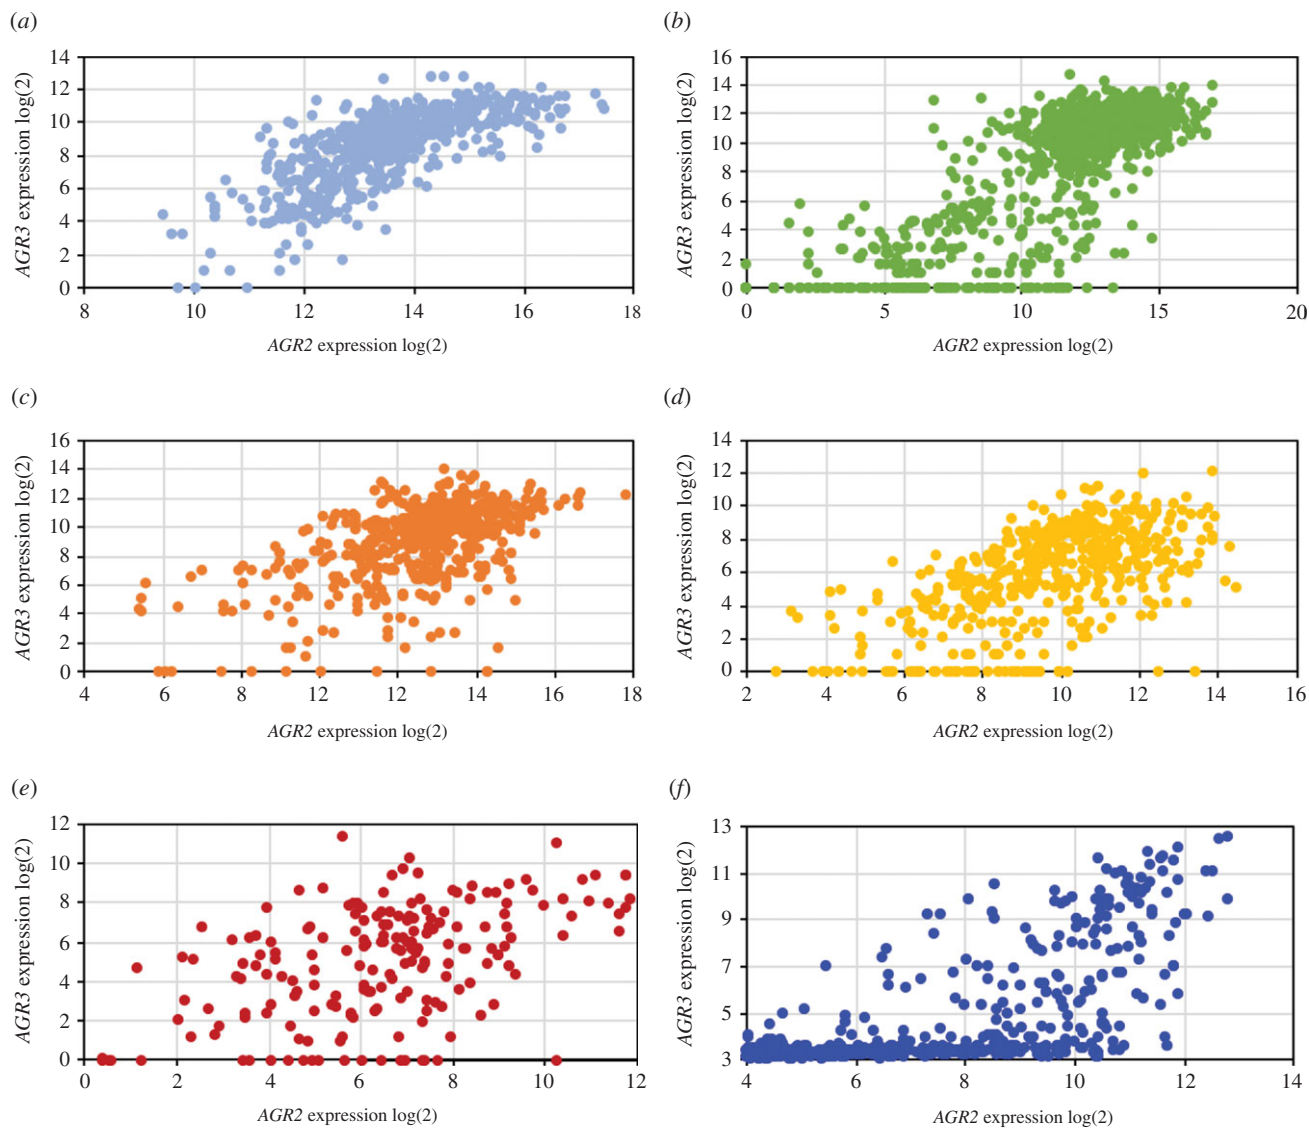 (a)
14
12
10
8
6
4
2
0
AGR3 expression log(2)
8 10 12 14 16 18
AGR2 expression log(2)
(b)
16
14
12
10
8
6
4
2
0
AGR3 expression log(2)
0 5 10 15 20
AGR2 expression log(2)
(c)
16
14
12
10
8
6
4
2
0
AGR3 expression log(2)
4 6 8 12 12 14 16 18
AGR2 expression log(2)
(d)
14
12
10
8
6
4
2
0
AGR3 expression log(2)
2 4 6 8 10 12 14 16
AGR2 expression log(2)
(e)
12
10
8
6
4
2
0
AGR3 expression log(2)
0 2 4 6 8 10 12
AGR2 expression log(2)
(f)
13
11
9
7
5
3
AGR3 expression log(2)
4 6 8 10 12 14
AGR2 expression log(2)